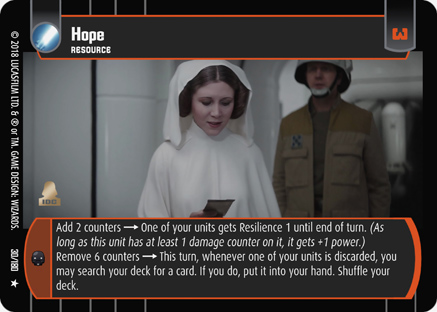 Hope
RESOURCE
3
© 2018 LUCASFILM LTD. & ® OR TM. GAME DESIGN: WIZARDS.
IDC
Add 2 counters → One of your units gets Resilience 1 until end of turn. (As
long as this unit has at least 1 damage counter on it, it gets +1 power.)
Remove 6 counters → This turn, whenever one of your units is discarded, you
may search your deck for a card. If you do, put it into your hand. Shuffle your
deck.